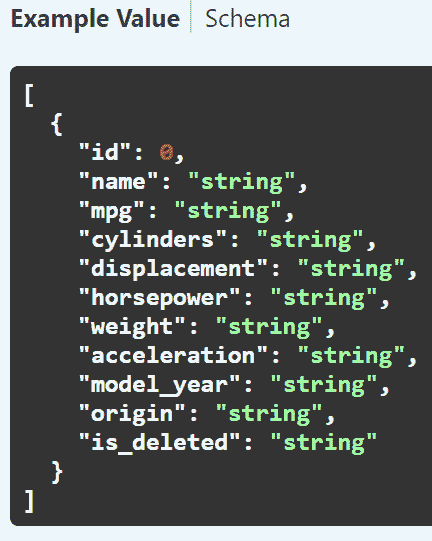 Example Value Schema
[
  {
    "id": 0,
    "name": "string",
    "mpg": "string",
    "cylinders": "string",
    "displacement": "string",
    "horsepower": "string",
    "weight": "string",
    "acceleration": "string",
    "model_year": "string",
    "origin": "string",
    "is_deleted": "string"
  }
]